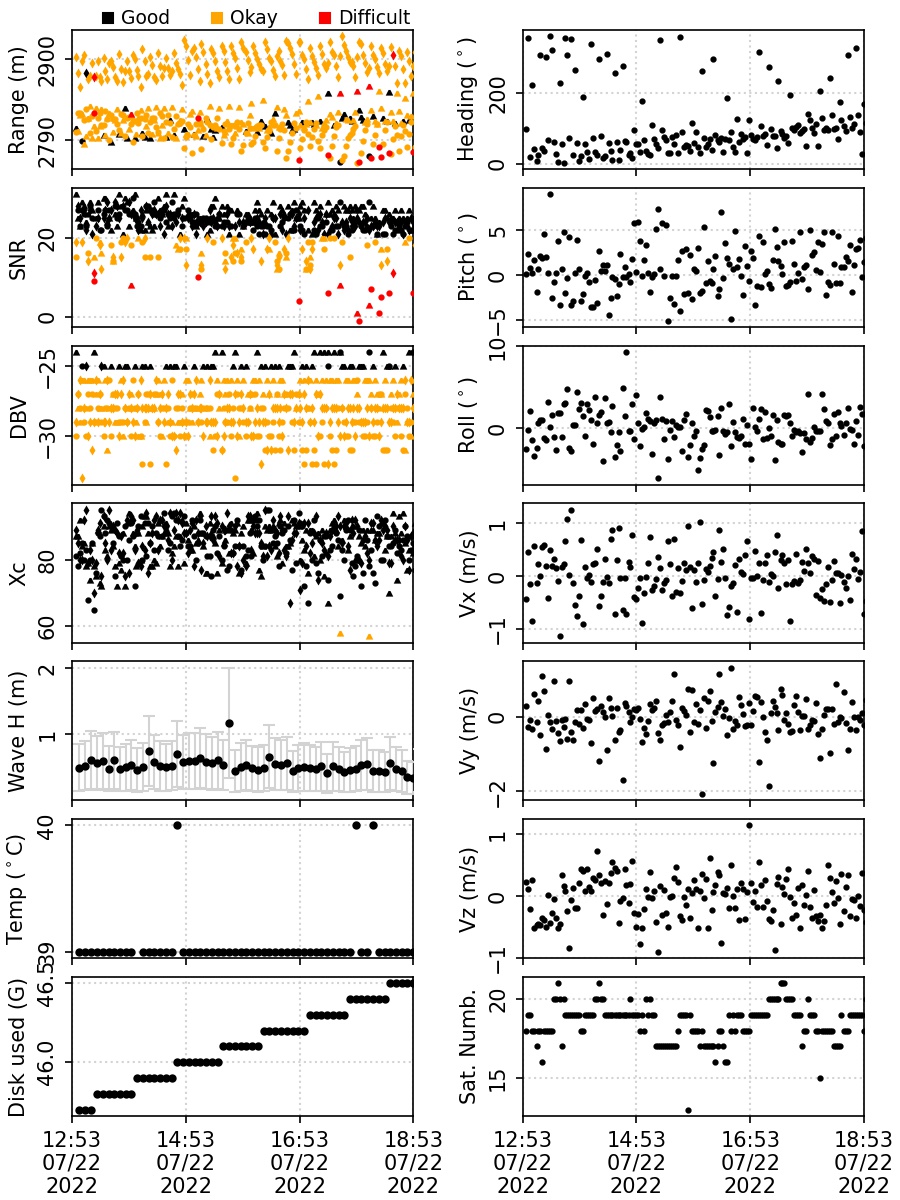 Good Okay Difficult
Range (m)
2900
2790
Heading (°)
200
0
SNR
20
0
Pitch (°)
5
0
−5
DBV
−25
−30
Roll (°)
10
0
Xc
80
60
Vx (m/s)
1
0
−1
Wave H (m)
2
1
Vy (m/s)
0
−2
Temp (°C)
40
39
Vz (m/s)
1
0
−1
Disk used (G)
46.5
46.0
Sat. Numb.
20
15
12:53 14:53 16:53 18:53 12:53 14:53 16:53 18:53
07/22 07/22 07/22 07/22 07/22 07/22 07/22 07/22
2022 2022 2022 2022 2022 2022 2022 2022